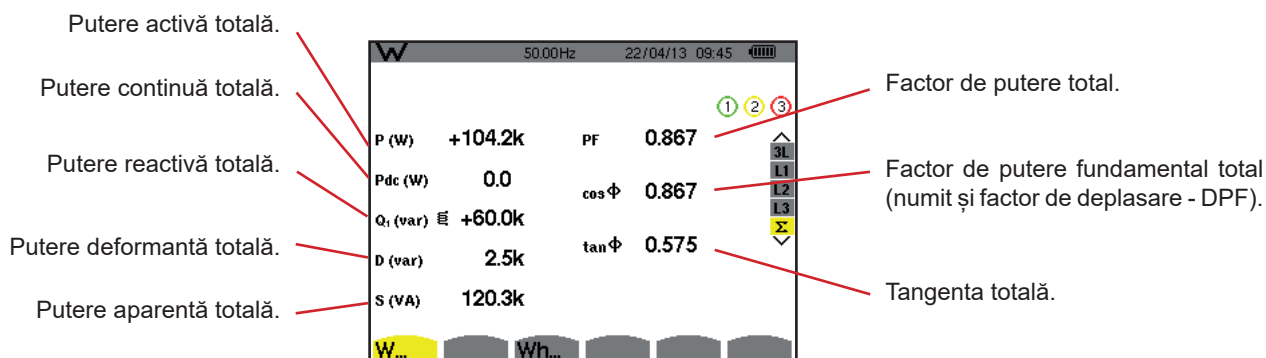 Putere activă totală.
Putere continuă totală.
Putere reactivă totală.
Putere deformantă totală.
Putere aparentă totală.
W 50.00Hz 22/04/13 09:45
1 2 3
P (W) +104.2k PF 0.867
Pdc (W) 0.0 cos Φ 0.867
Q₁ (var) +60.0k
D (var) 2.5k tan Φ 0.575
S (VA) 120.3k
3L
L1
L2
L3
Σ
W... Wh...
Factor de putere total.
Factor de putere fundamental total
(numit și factor de deplasare - DPF).
Tangenta totală.